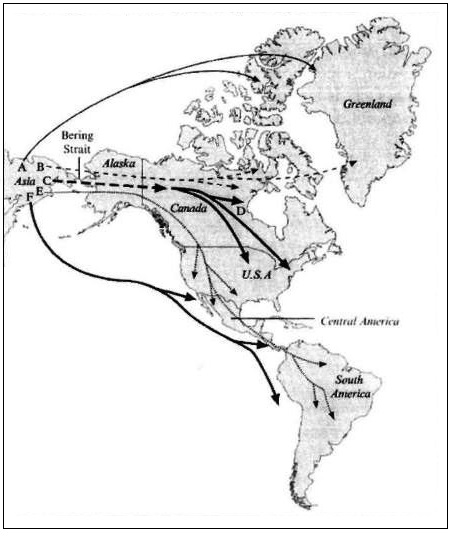 Greenland
Bering
Strait
Alaska
A B
Asia C
E
F
Canada
D
U.S.A
Central America
South
America